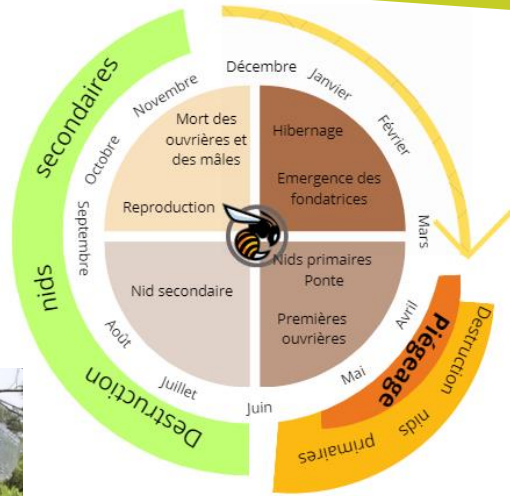 Décembre
Janvier
Février
Mars
Avril
Mai
Juin
Juillet
Août
Septembre
Octobre
Novembre
Hibernage
Emergence des
fondatrices
Nids primaires
Ponte
Premières
ouvrières
Nid secondaire
Reproduction
Mort des
ouvrières et
des mâles
Piégeage
Destruction nids primaires
Destruction nids secondaires